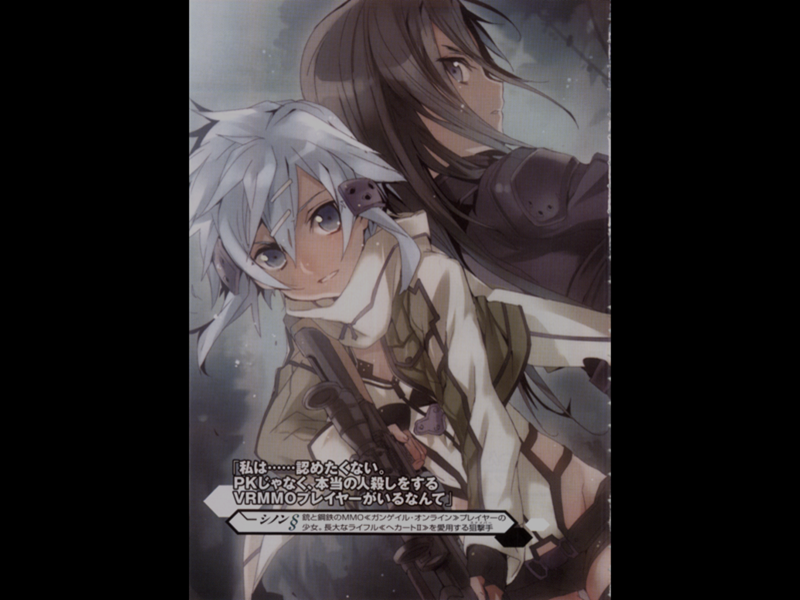 『私は……認めたくない。
PKじゃなく、本当の人殺しをする
VRMMOプレイヤーがいるなんて』
シノン§
銃と鋼鉄のMMO≪ガンゲイル・オンライン≫プレイヤーの
少女。長大なライフル≪ヘカートⅡ≫を愛用する狙撃手